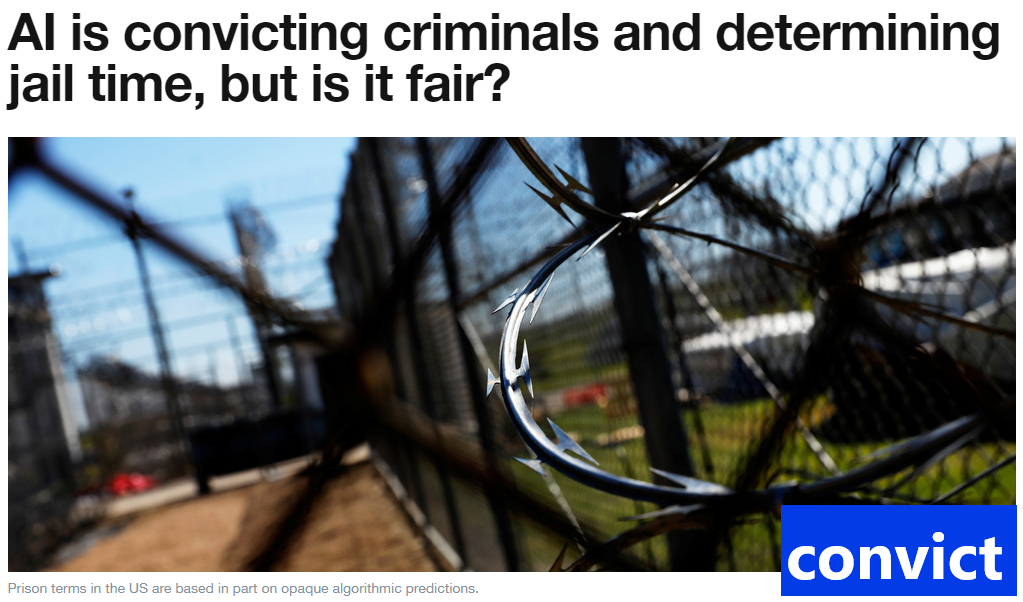 AI is convicting criminals and determining
jail time, but is it fair?
convict
Prison terms in the US are based in part on opaque algorithmic predictions.